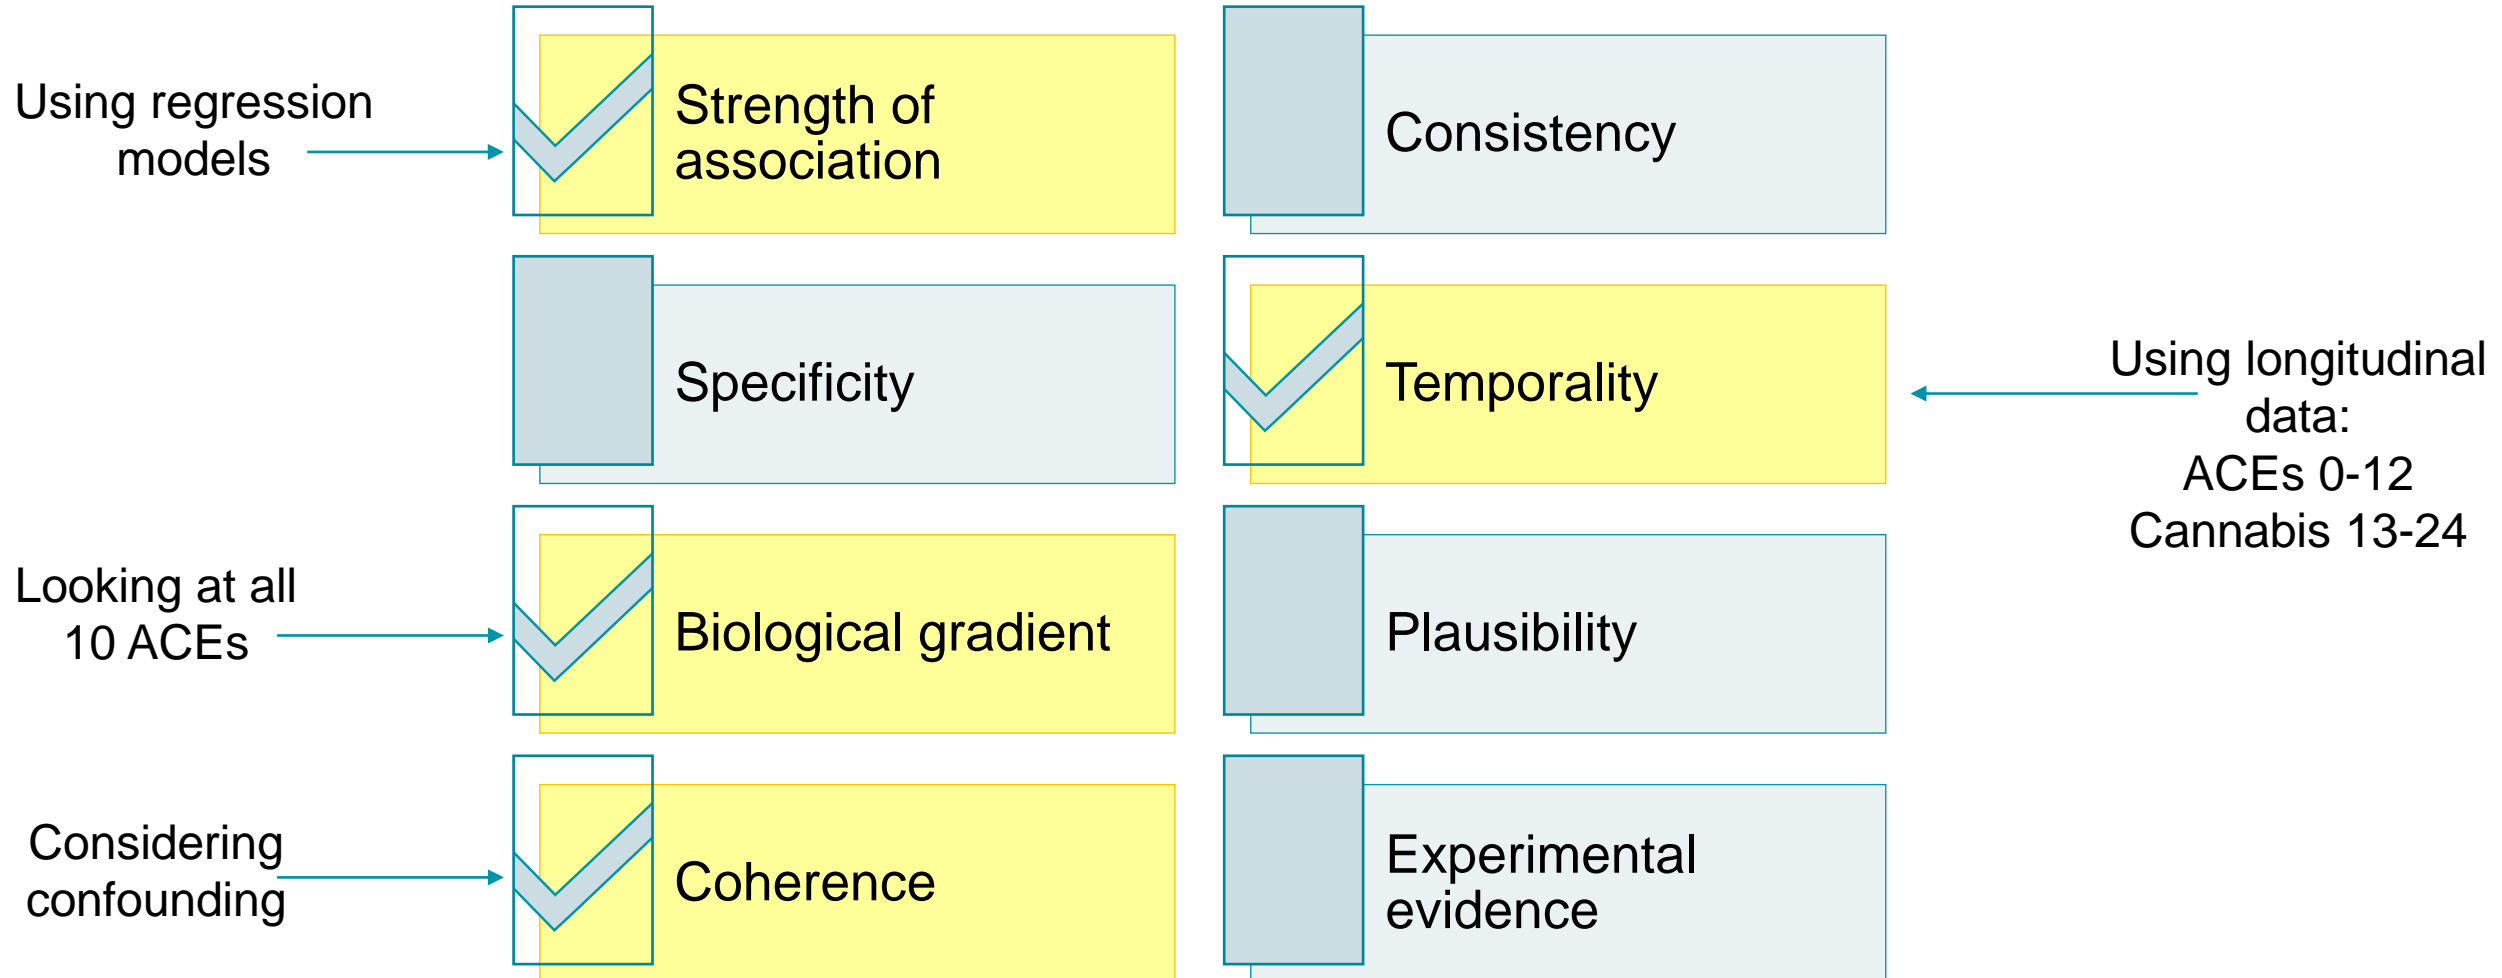 Using regression
models
Strength of
association
Consistency
Specificity
Temporality
Using longitudinal
data:
ACEs 0-12
Cannabis 13-24
Looking at all
10 ACEs
Biological gradient
Plausibility
Considering
confounding
Coherence
Experimental
evidence